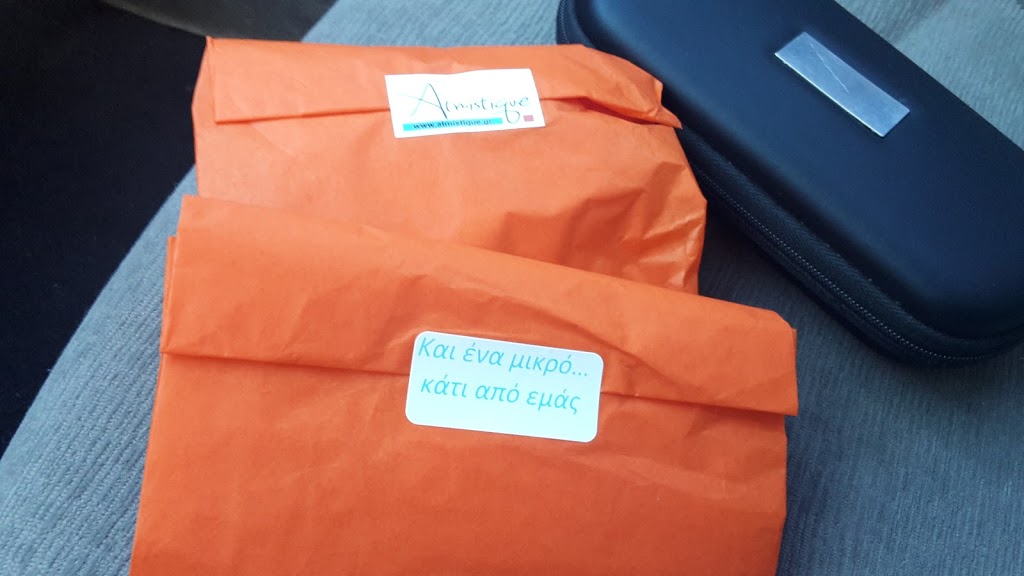 Almistique
www.almistique.gr
Και ένα μικρό...
κάτι από εμάς